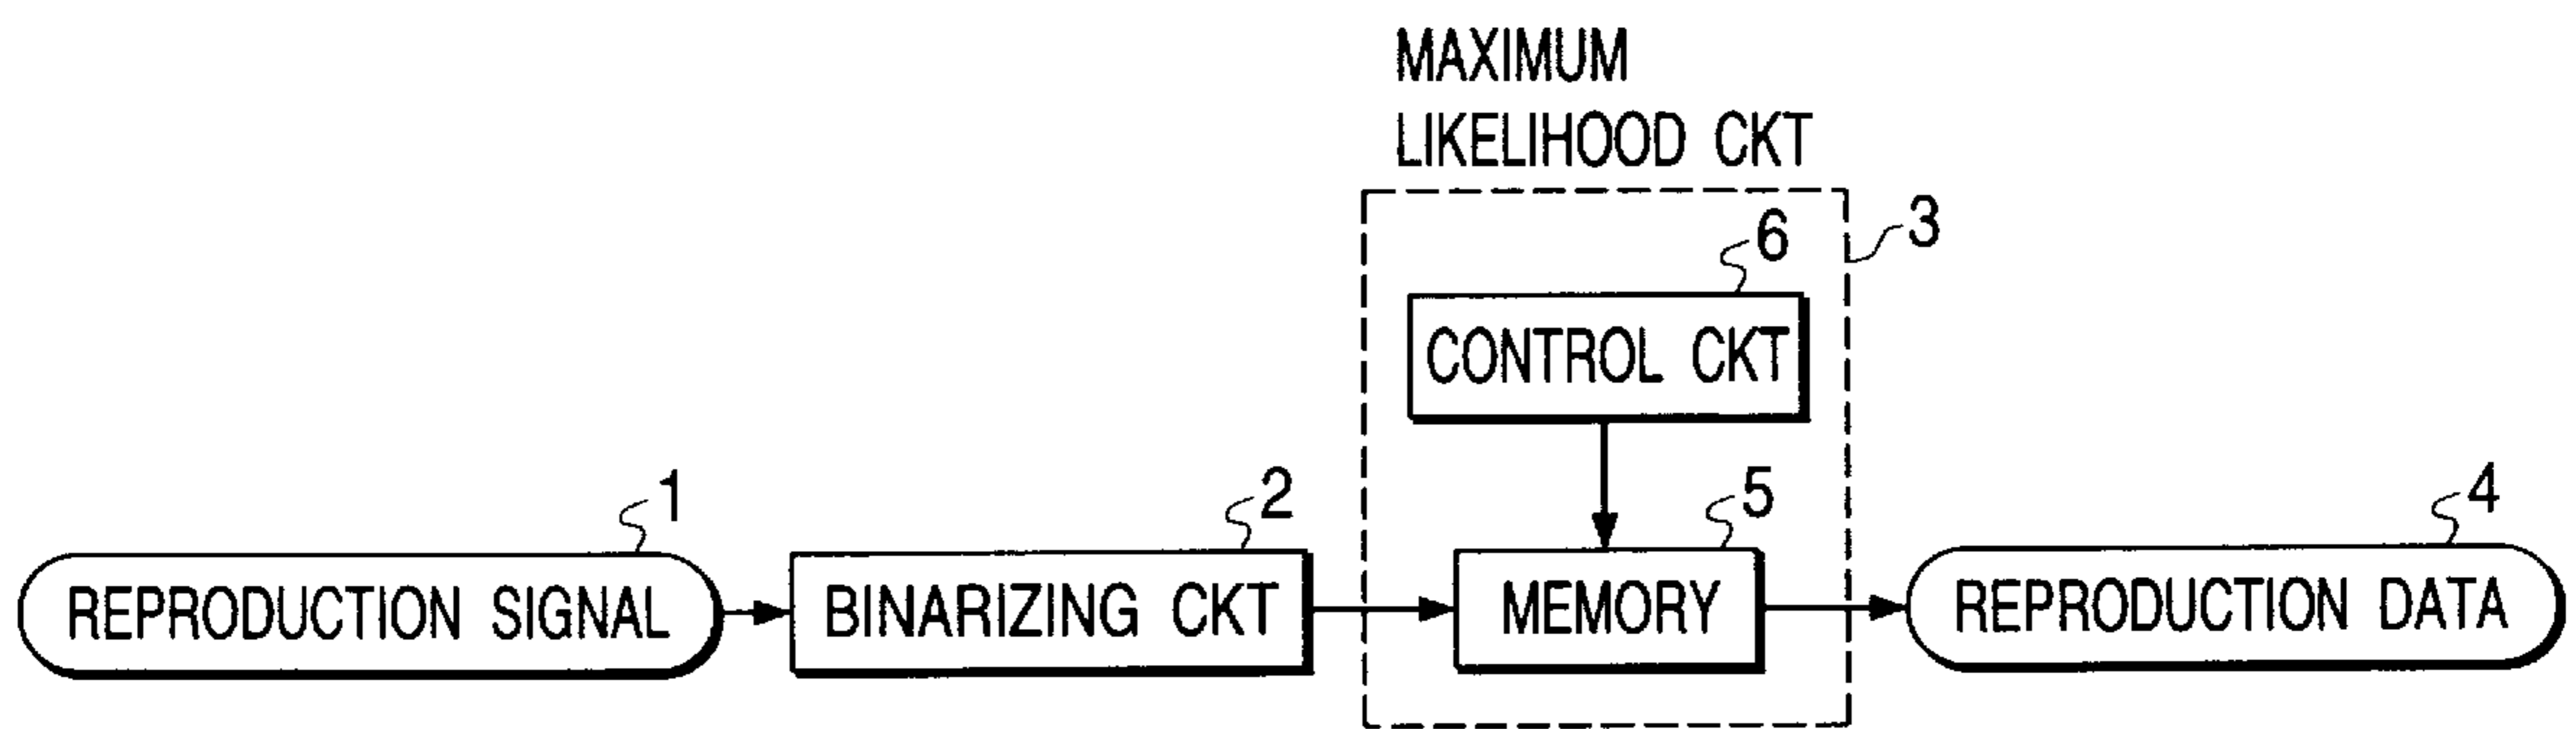 MAXIMUM
LIKELIHOOD CKT
3
6
CONTROL CKT
1
2
5
4
REPRODUCTION SIGNAL
BINARIZING CKT
MEMORY
REPRODUCTION DATA